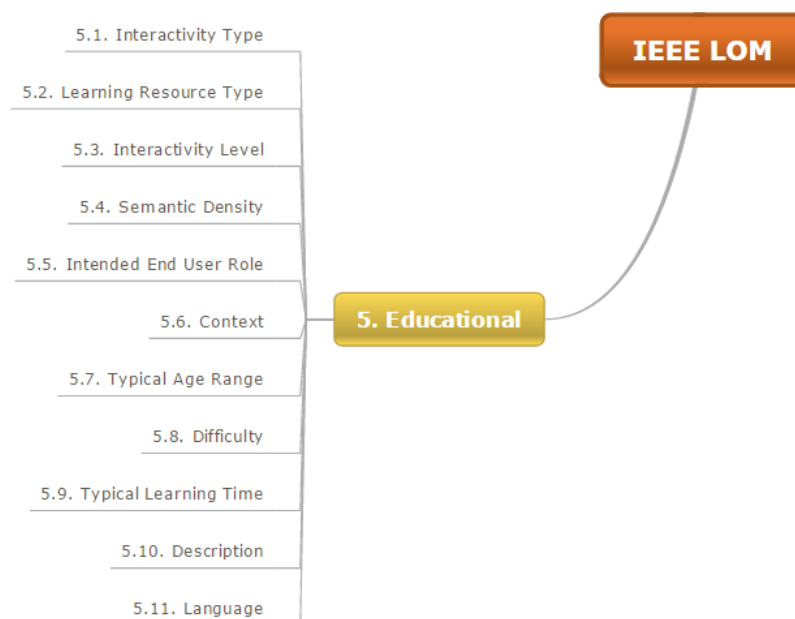 IEEE LOM
5. Educational
5.1. Interactivity Type
5.2. Learning Resource Type
5.3. Interactivity Level
5.4. Semantic Density
5.5. Intended End User Role
5.6. Context
5.7. Typical Age Range
5.8. Difficulty
5.9. Typical Learning Time
5.10. Description
5.11. Language